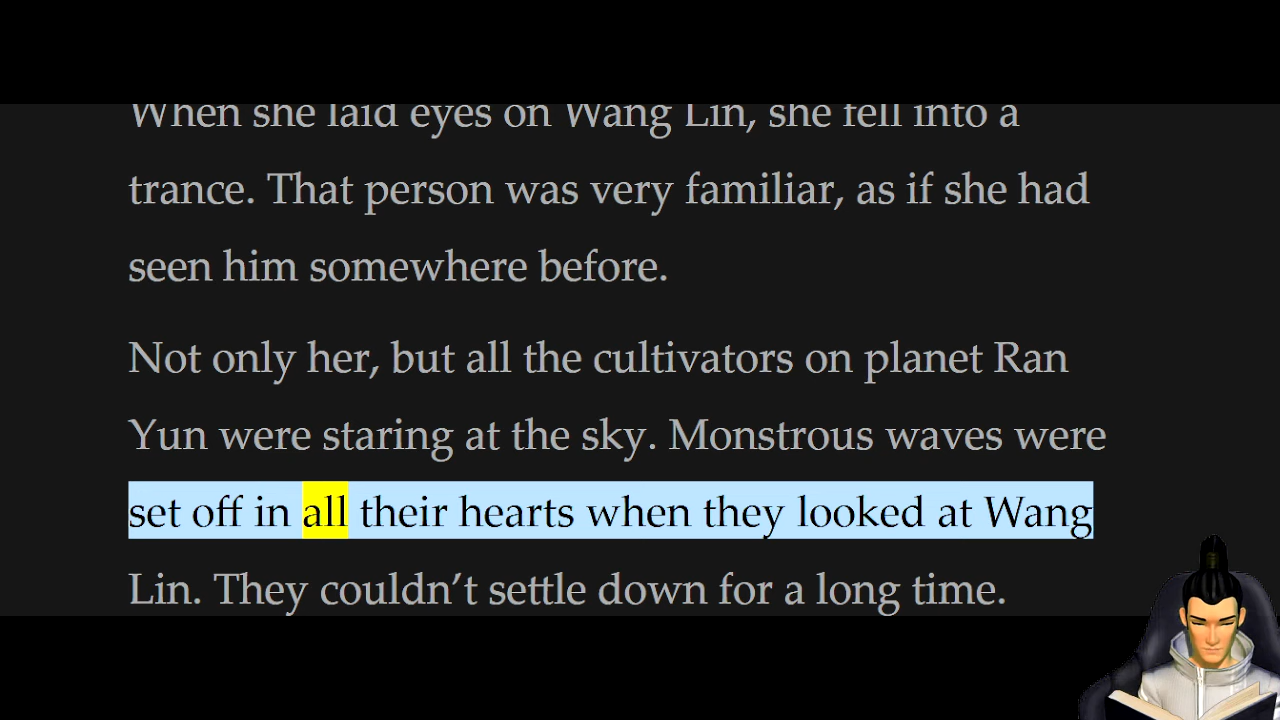 When she laid eyes on Wang Lin, she fell into a
trance. That person was very familiar, as if she had
seen him somewhere before.
Not only her, but all the cultivators on planet Ran
Yun were staring at the sky. Monstrous waves were
set off in all their hearts when they looked at Wang
Lin. They couldn’t settle down for a long time.